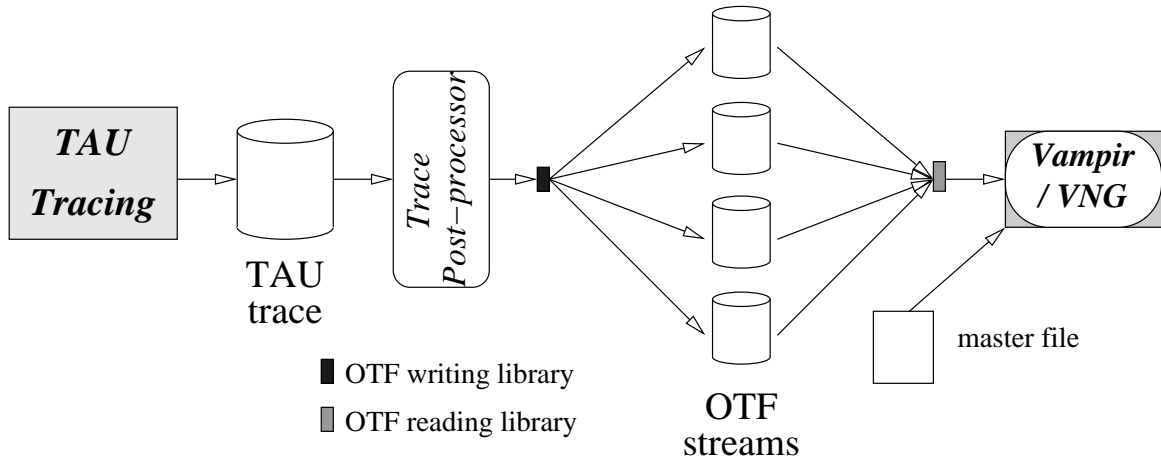 TAU
Tracing
TAU
trace
Trace
Post-processor
OTF writing library
OTF reading library
OTF
streams
Vampir
/ VNG
master file